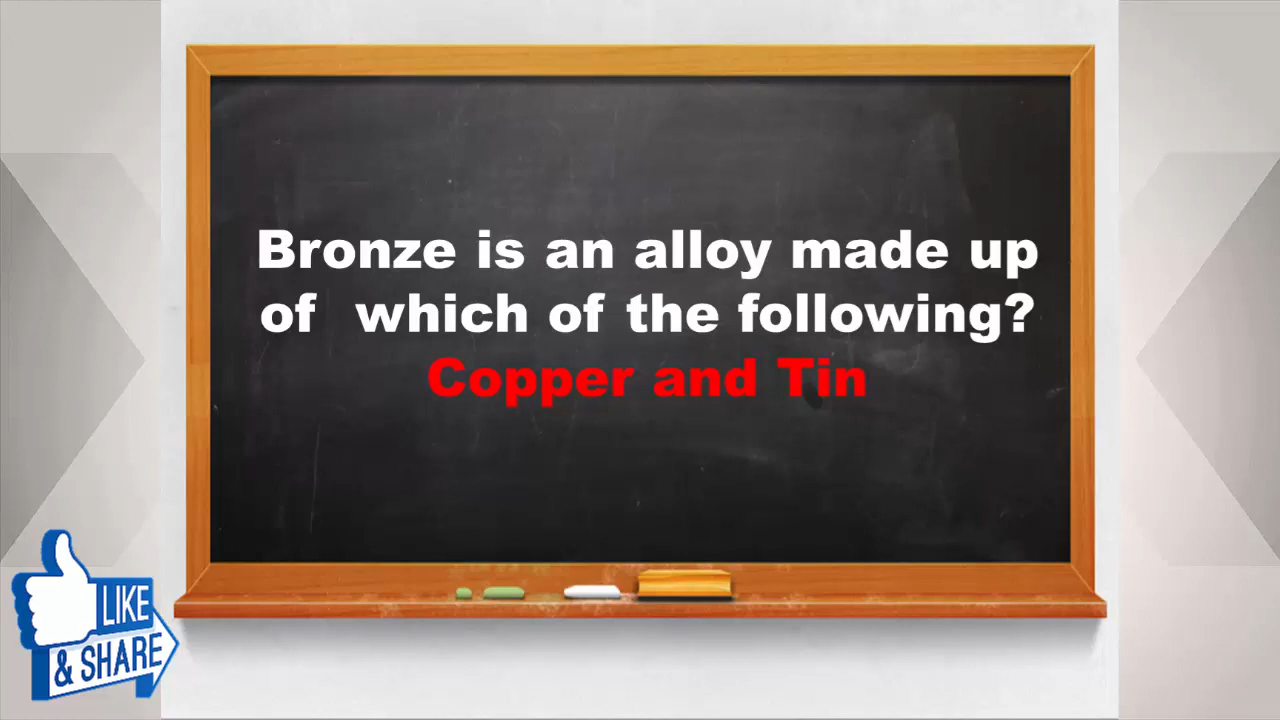 Bronze is an alloy made up
of  which of the following?
Copper and Tin
LIKE
& SHARE